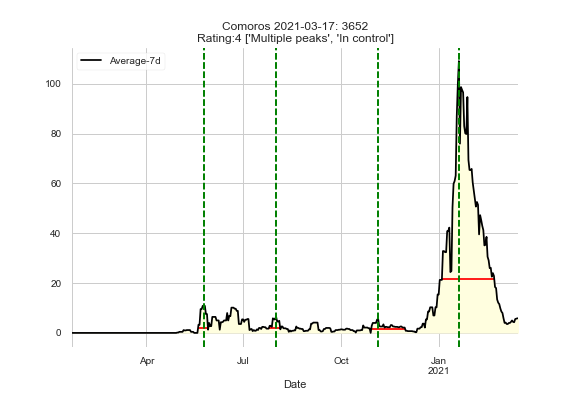 Comoros 2021-03-17: 3652
Rating:4 ['Multiple peaks', 'In control']
Average-7d
100
80
60
40
20
0
Apr Jul Oct Jan
2021
Date